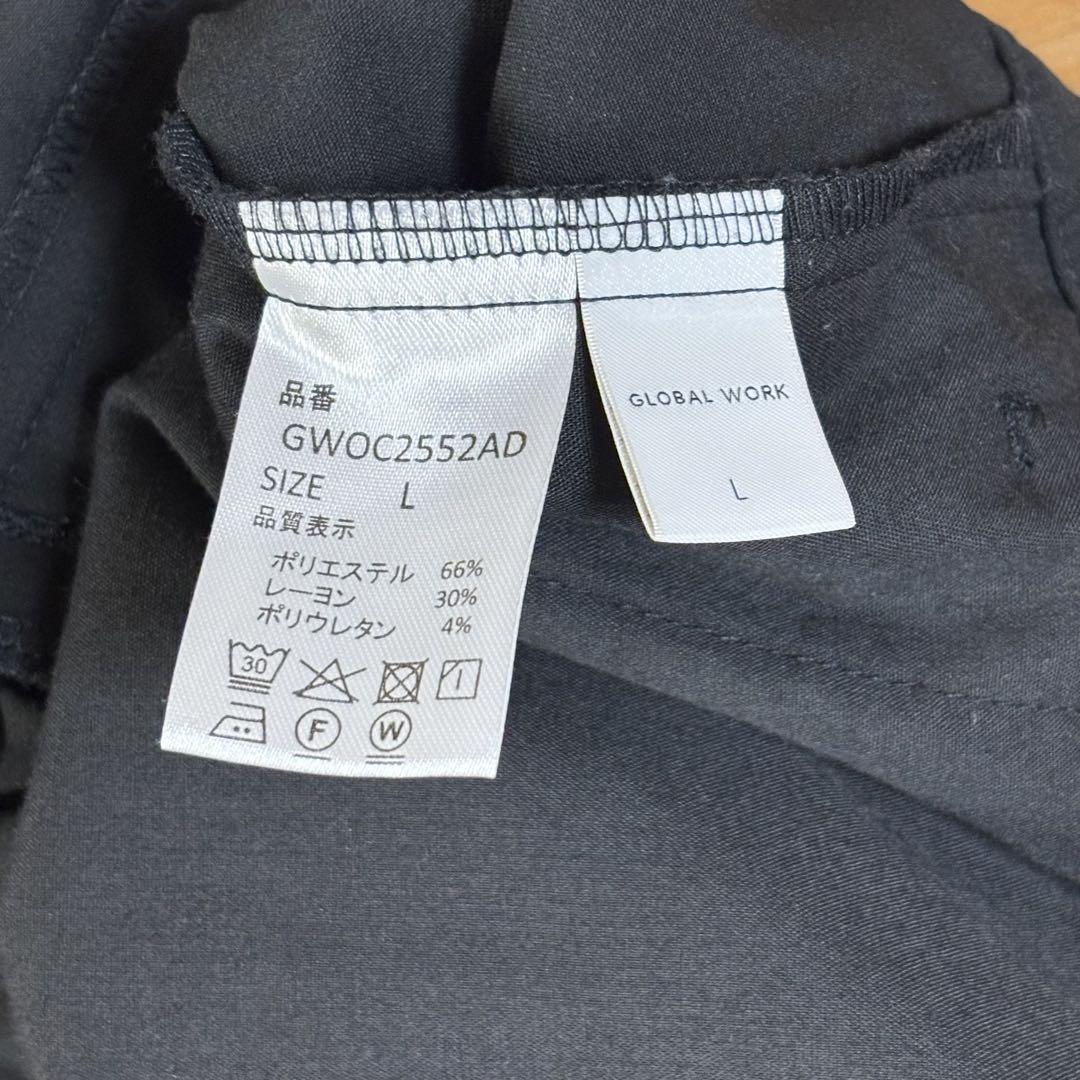 品番
GWOC2552AD
SIZE L
品質表示
ポリエステル 66%
レーヨン 30%
ポリウレタン 4%
30
F W
GLOBAL WORK
L